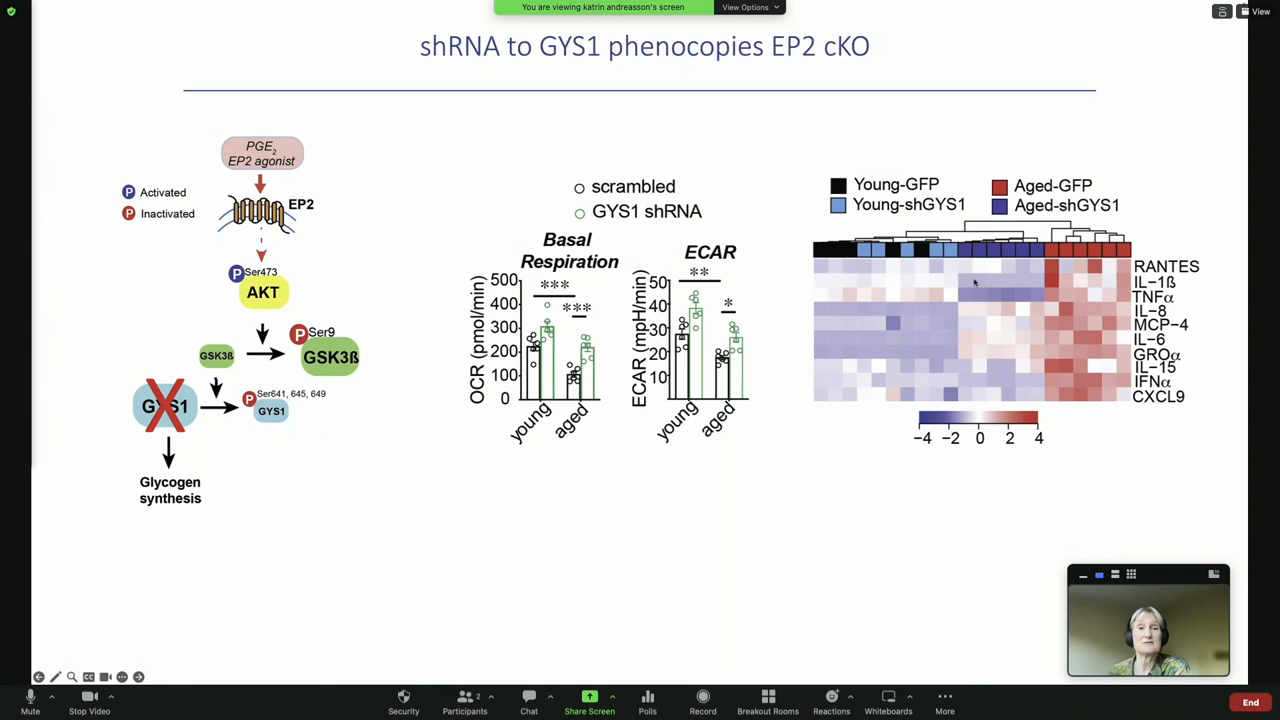 You are viewing katrin andreasson's screen
View Options
View
shRNA to GYS1 phenocopies EP2 cKO
PGE2
EP2 agonist
P Activated
P Inactivated
EP2
P Ser473
AKT
P Ser9
GSK3ß
GSK3ß
GYS1
P Ser641, 645, 649
GYS1
Glycogen
synthesis
scrambled
GYS1 shRNA
Basal
Respiration
OCR (pmol/min)
500
400
300
200
100
0
***
***
young
aged
ECAR
ECAR (mpH/min)
50
40
30
20
10
**
*
young
aged
Young-GFP
Aged-GFP
Young-shGYS1
Aged-shGYS1
RANTES
IL-1ß
TNFα
IL-8
MCP-4
IL-6
GROα
IL-15
IFNα
CXCL9
−4 −2 0 2 4
Mute
Stop Video
Security
Participants 2
Chat
Share Screen
Polls
Record
Breakout Rooms
Reactions
Whiteboards
More
End